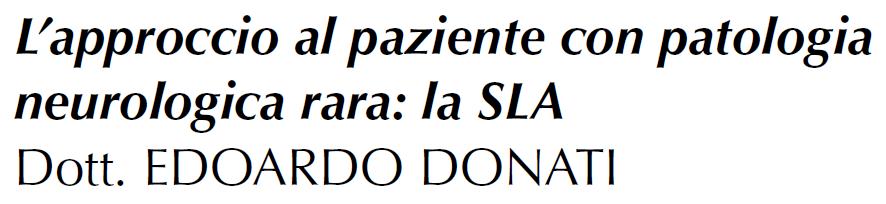 L’approccio al paziente con patologia
neurologica rara: la SLA
Dott. EDOARDO DONATI